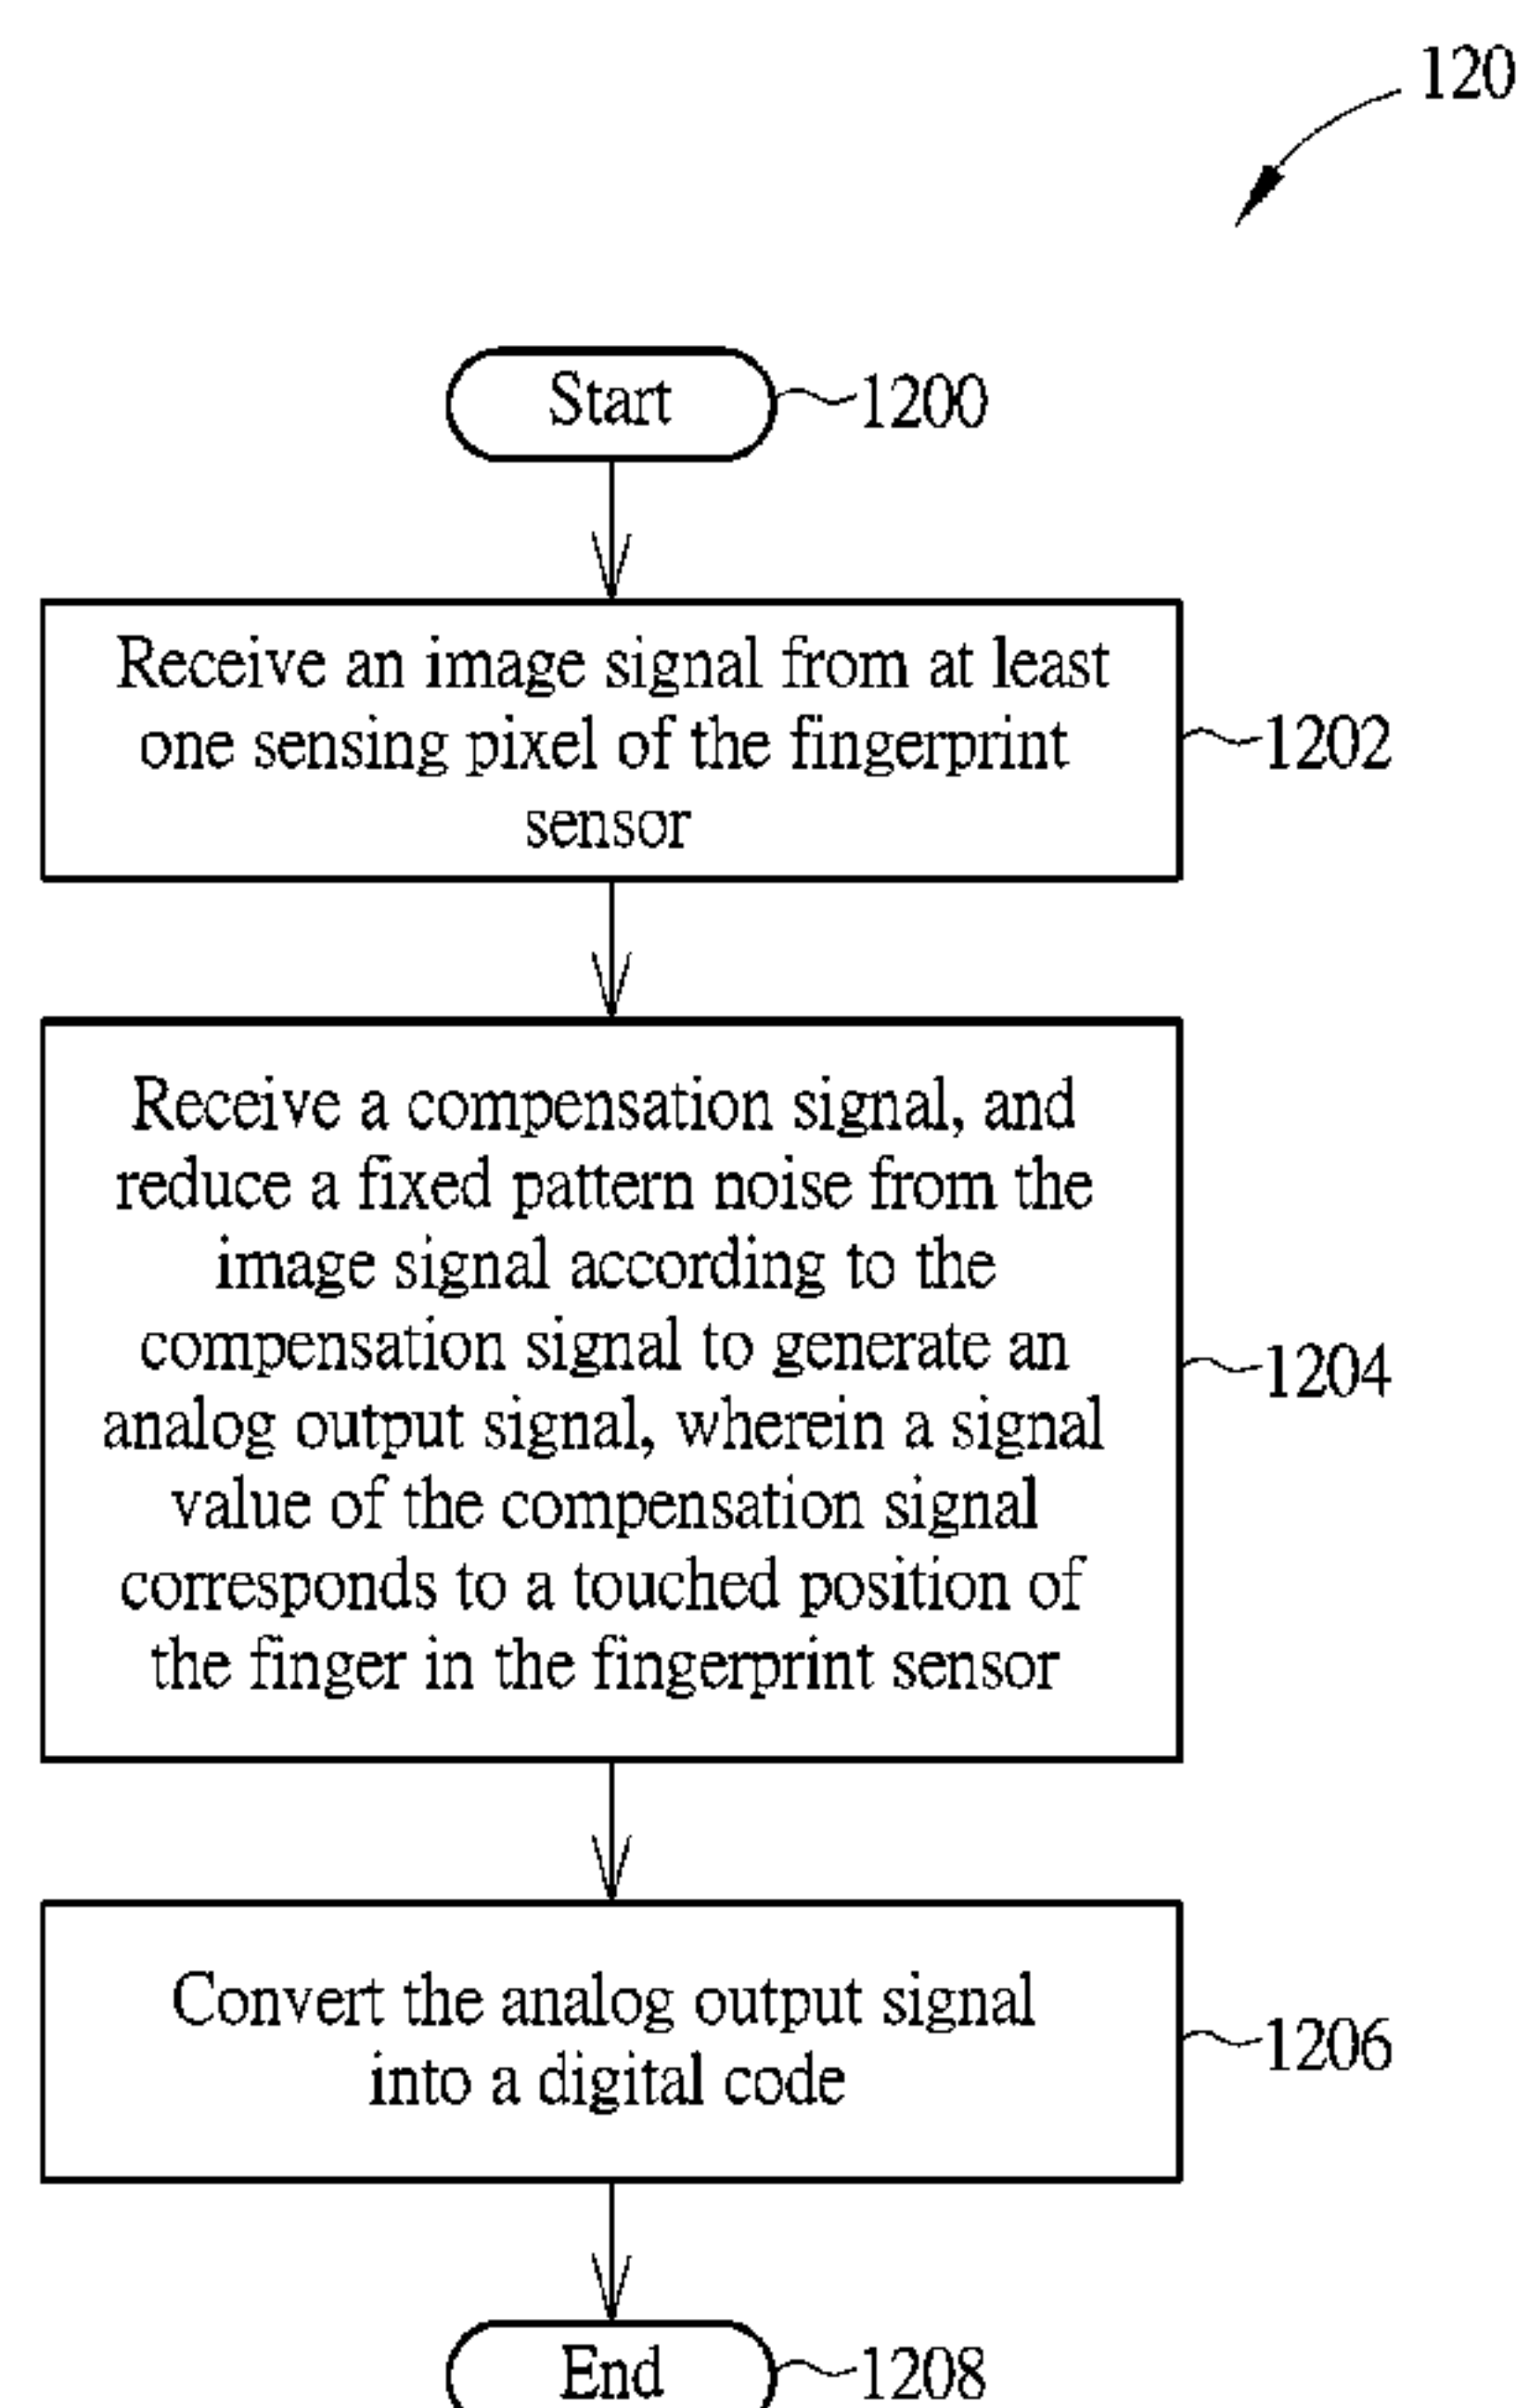 120
Start
1200
Receive an image signal from at least
one sensing pixel of the fingerprint
sensor
1202
Receive a compensation signal, and
reduce a fixed pattern noise from the
image signal according to the
compensation signal to generate an
analog output signal, wherein a signal
value of the compensation signal
corresponds to a touched position of
the finger in the fingerprint sensor
1204
Convert the analog output signal
into a digital code
1206
End
1208